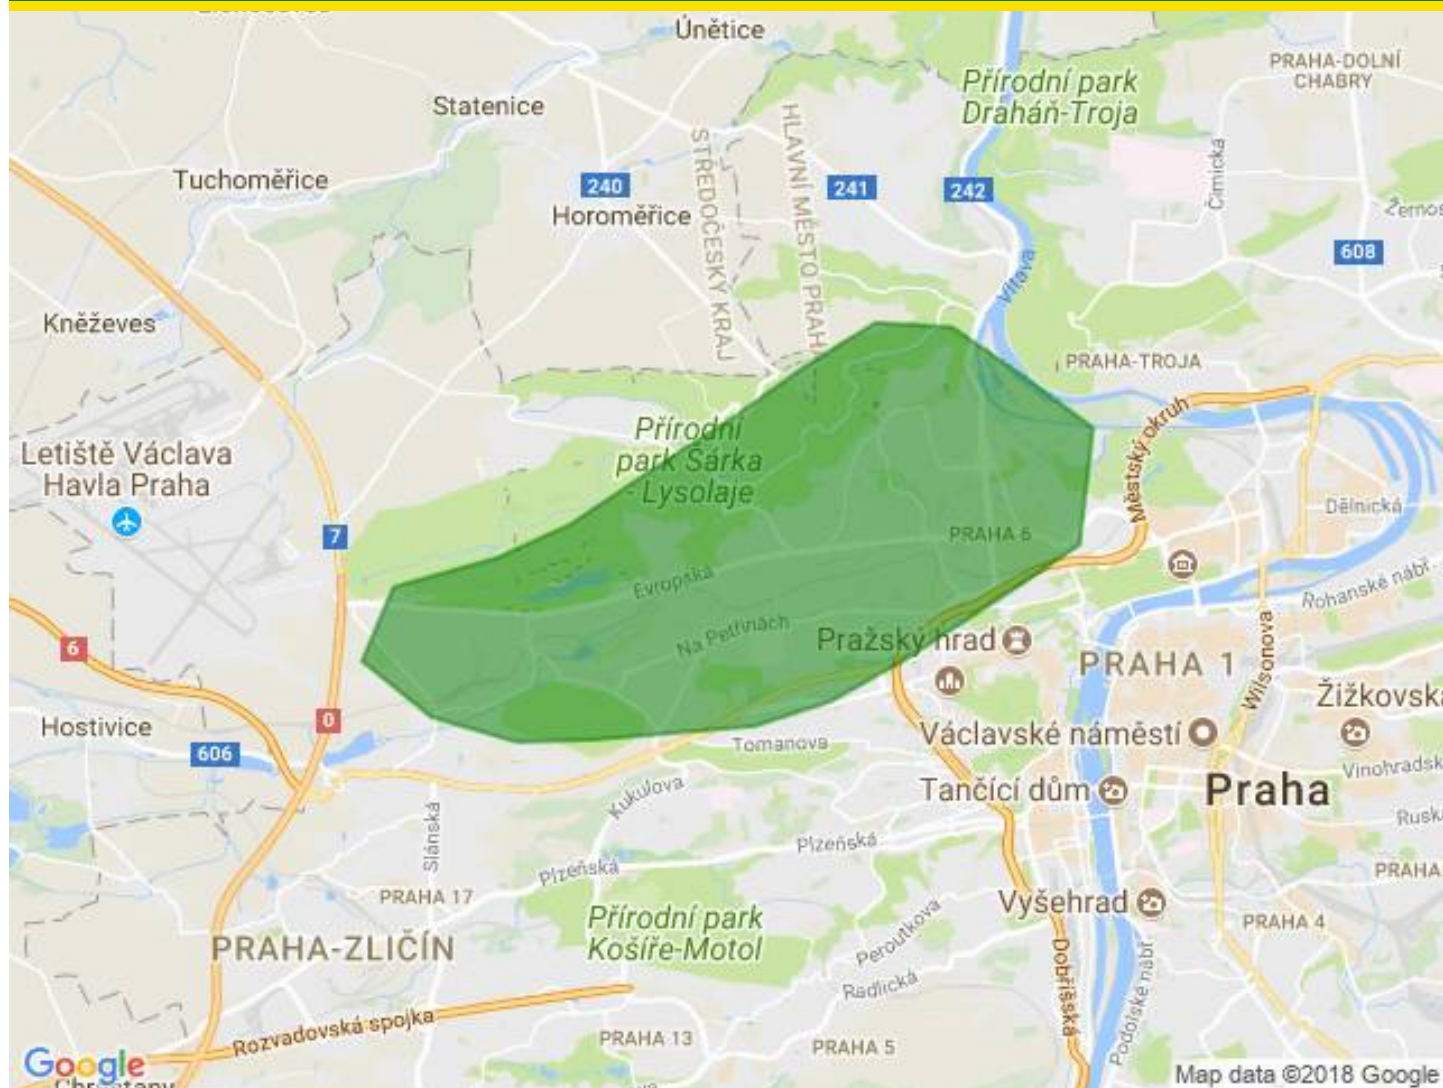 Únětice
PRAHA-DOLNÍ
CHABRY
Přírodní park
Draháň-Troja
Statenice
HLAVNÍ MĚSTO PRAH
STŘEDOČESKÝ KRAJ
Čimická
Tuchoměřice
240
241
242
Horoměřice
608
Vltava
Kněževes
PRAHA-TROJA
Městský okruh
Přírodní
park Šárka
- Lysolaje
Letiště Václava
Havla Praha
Dělnická
7
PRAHA 6
Evropská
Rohanské nábř.
Na Petřinách
Pražský hrad
6
PRAHA 1
Wilsonova
Žižkovská
0
Hostivice
606
Tomanova
Václavské náměstí
Vinohradsk
Kukulova
Tančící dům
Praha
Rusk
Slánská
Plzeňská
Plzeňská
PRAHA
PRAHA 17
Vyšehrad
PRAHA 4
Přírodní park
Košíře-Motol
Peroutkova
PRAHA-ZLIČÍN
Radlická
Dobříšská
Podolské nábř.
Rozvadovská spojka
PRAHA 13
PRAHA 5
Google
Map data ©2018 Google